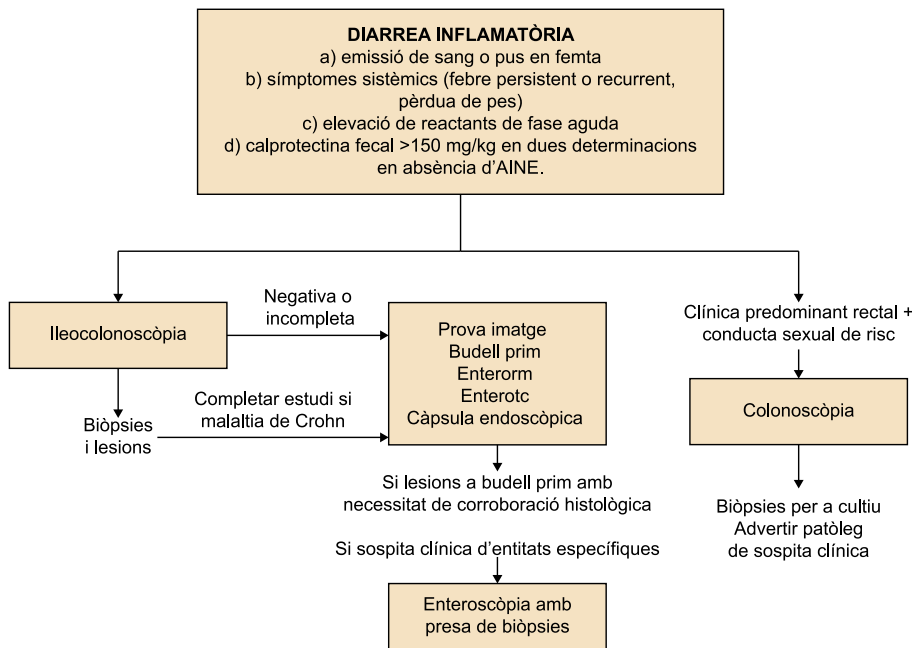 DIARREA INFLAMATÒRIA
a) emissió de sang o pus en femta
b) símptomes sistèmics (febre persistent o recurrent,
pèrdua de pes)
c) elevació de reactants de fase aguda
d) calprotectina fecal >150 mg/kg en dues determinacions
en absència d'AINE.
Ileocolonoscòpia
Negativa o
incompleta
Biòpsies
i lesions
Completar estudi si
malaltia de Crohn
Prova imatge
Budell prim
Enterorm
Enterotc
Càpsula endoscòpica
Si lesions a budell prim amb
necessitat de corroboració histològica
Si sospita clínica d'entitats específiques
Enteroscòpia amb
presa de biòpsies
Clínica predominant rectal +
conducta sexual de risc
Colonoscòpia
Biòpsies per a cultiu
Advertir patòleg
de sospita clínica